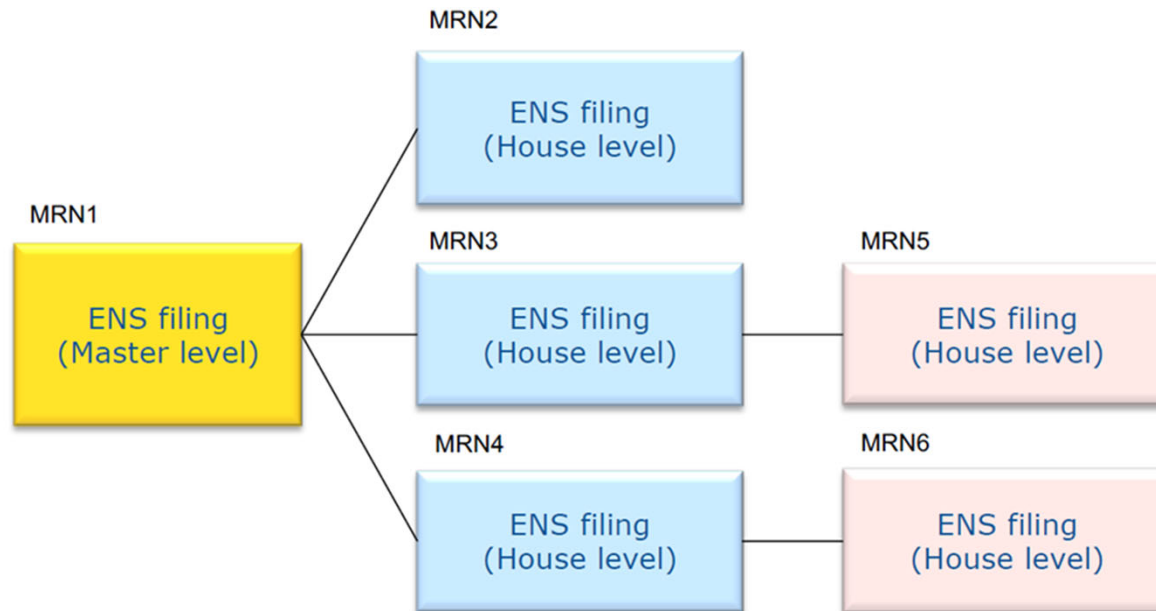 MRN2
ENS filing
(House level)
MRN1
ENS filing
(Master level)
MRN3
ENS filing
(House level)
MRN5
ENS filing
(House level)
MRN4
ENS filing
(House level)
MRN6
ENS filing
(House level)